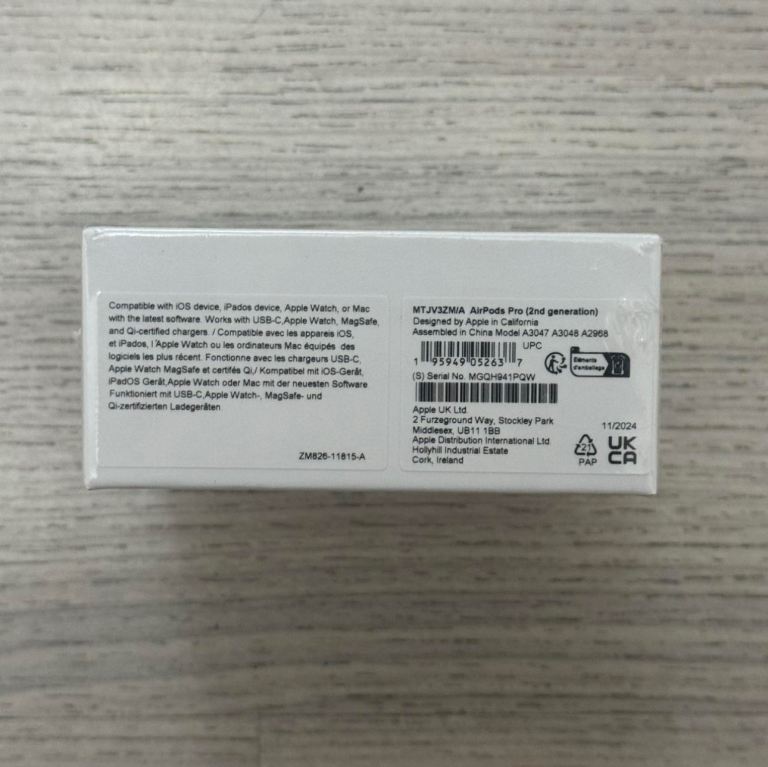 Compatible with iOS device, iPados device, Apple Watch, or Mac
with the latest software. Works with USB-C,Apple Watch, MagSafe,
and Qi-certified chargers. / Compatible avec les appareils iOS,
et iPados, l'Apple Watch ou les ordinateurs Mac équipés des
logiciels les plus récent. Fonctionne avec les chargeurs USB-C,
Apple Watch MagSafe et certifés Qi,/ Kompatibel mit iOS-Gerät,
iPadOS Gerät,Apple Watch oder Mac mit der neuesten Software
Funktioniert mit USB-C,Apple Watch-, MagSafe- und
Qi-zertifizierten Ladegeräten.
ZM826-11815-A
MTJV3ZM/A AirPods Pro (2nd generation)
Designed by Apple in California
Assembled in China Model A3047 A3048 A2968
UPC
1 95949 05263 7
Éléments
d'emballage
(S) Serial No. MGQH941PQW
Apple UK Ltd.
2 Furzeground Way, Stockley Park
Middlesex, UB11 1BB
Apple Distribution International Ltd.
Hollyhill Industrial Estate
Cork, Ireland
11/2024
21
PAP
UK
CA